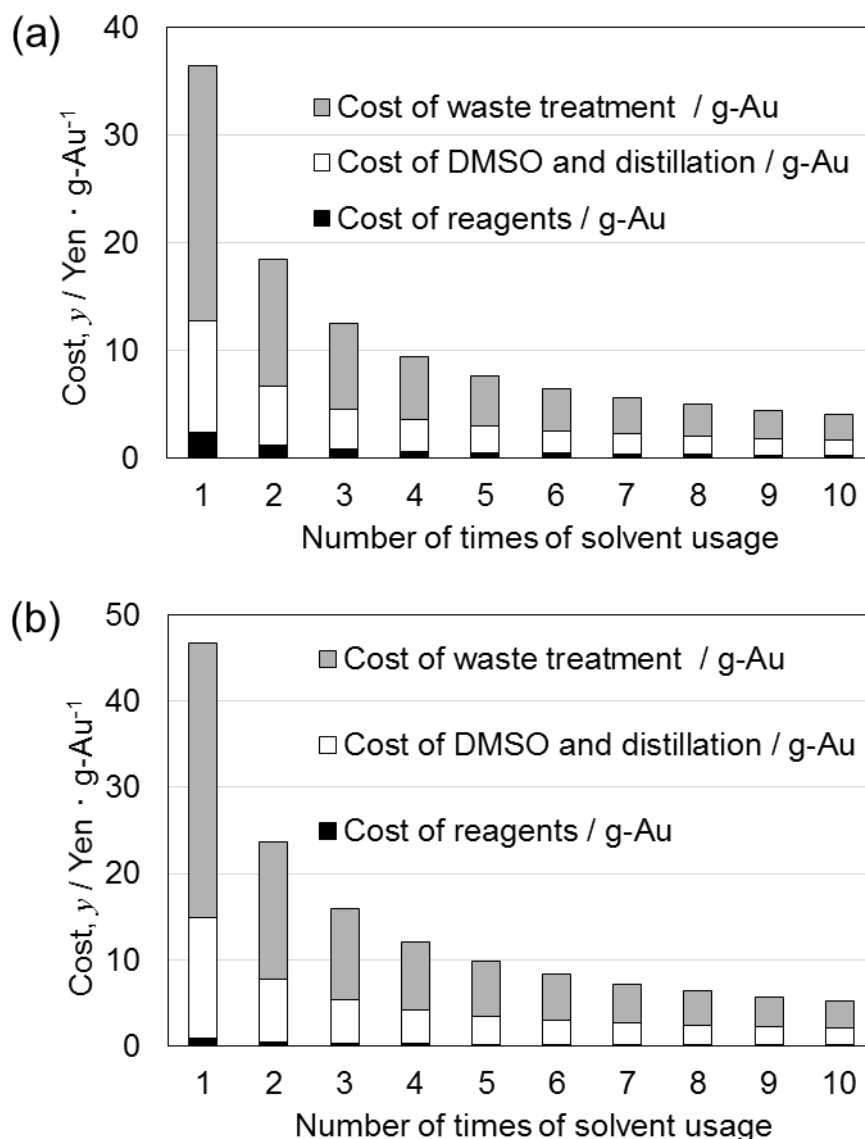 (a)
40
30
20
10
0
Cost, y / Yen・g-Au⁻¹
Cost of waste treatment / g-Au
Cost of DMSO and distillation / g-Au
Cost of reagents / g-Au
1 2 3 4 5 6 7 8 9 10
Number of times of solvent usage
(b)
50
40
30
20
10
0
Cost, y / Yen・g-Au⁻¹
Cost of waste treatment / g-Au
Cost of DMSO and distillation / g-Au
Cost of reagents / g-Au
1 2 3 4 5 6 7 8 9 10
Number of times of solvent usage